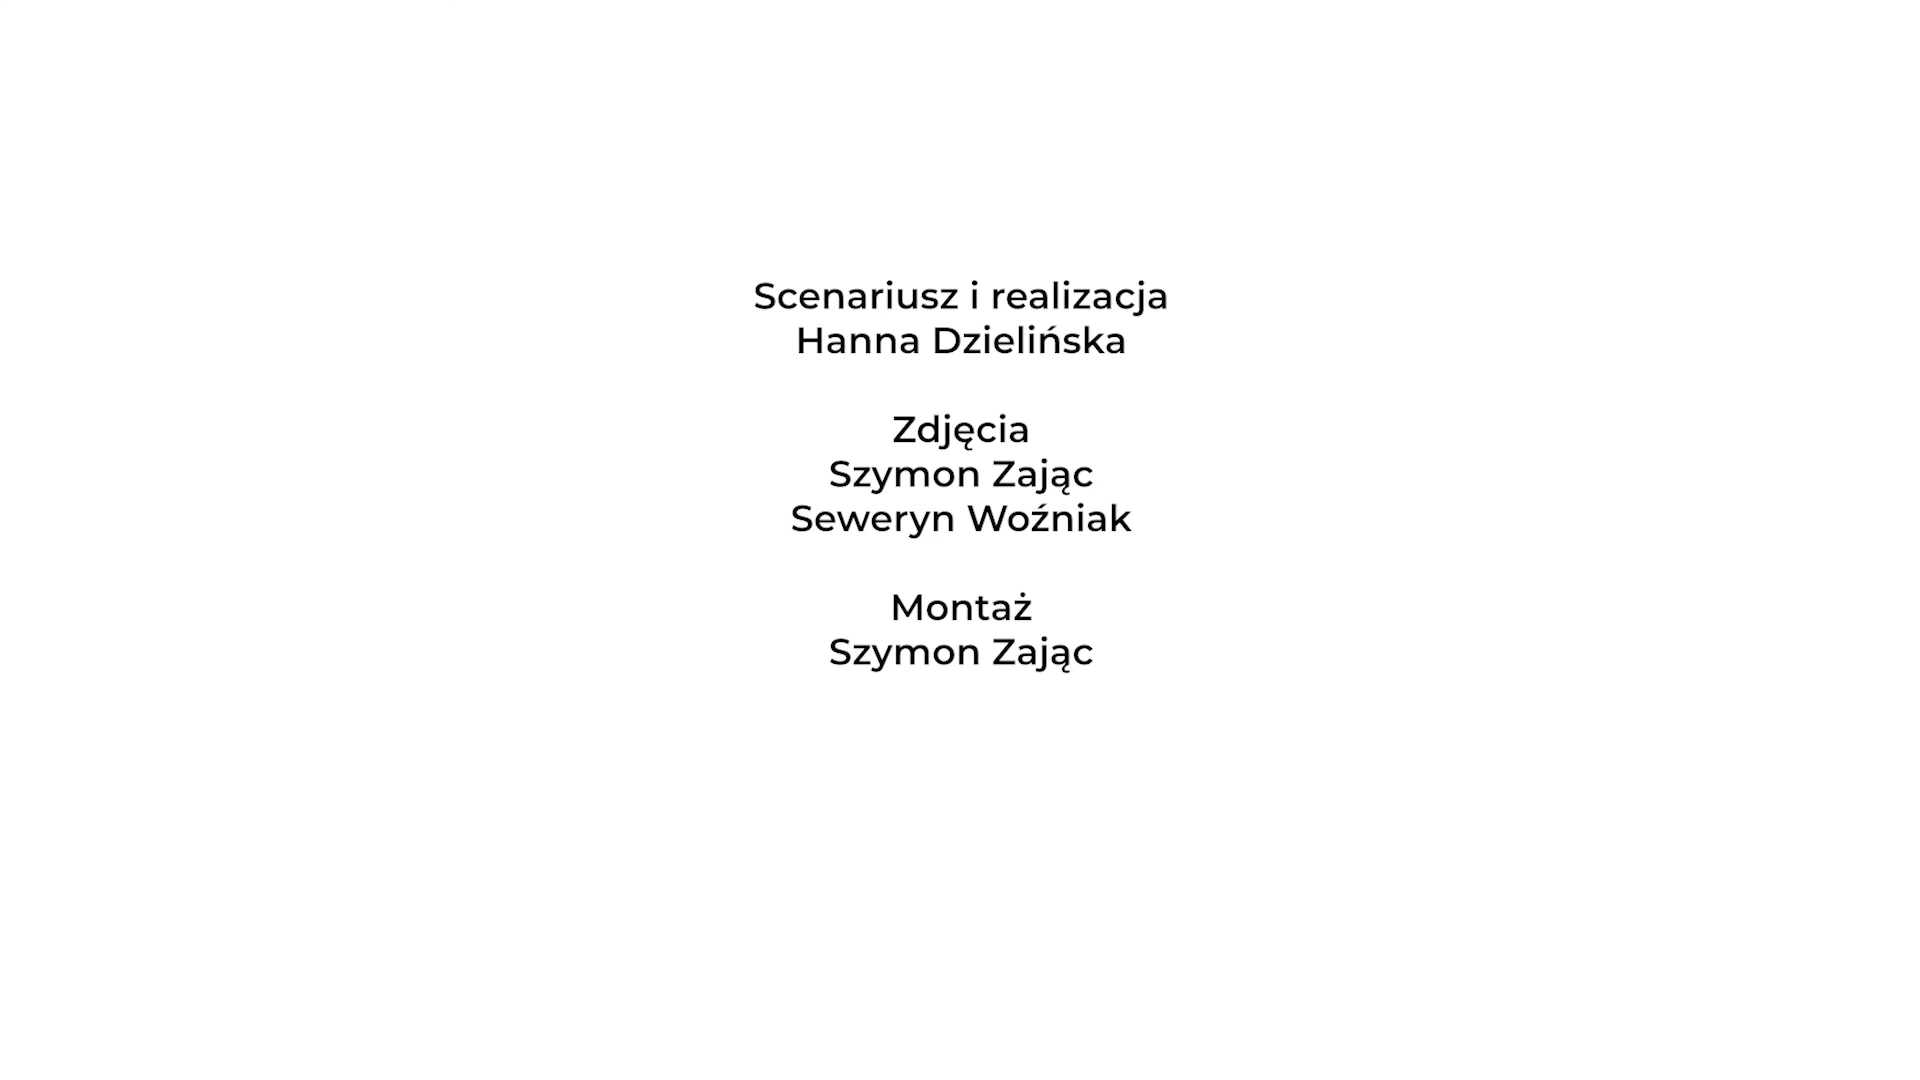 Scenariusz i realizacja
Hanna Dzielińska
Zdjęcia
Szymon Zając
Seweryn Woźniak
Montaż
Szymon Zając